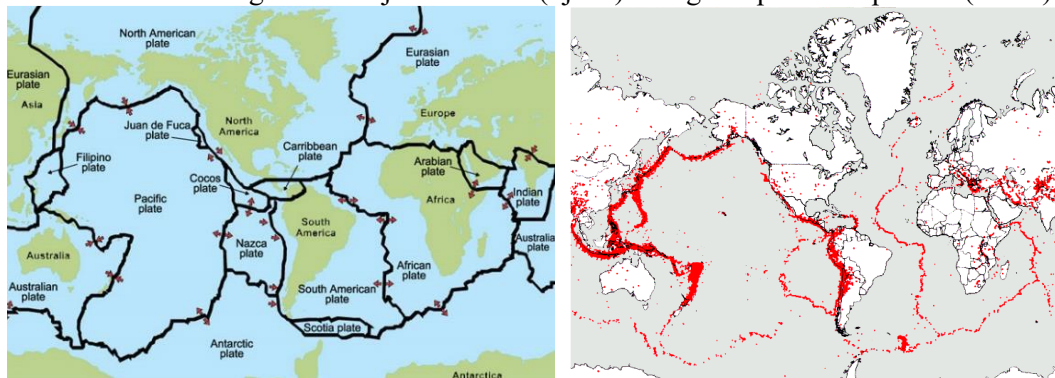 North American
plate
Eurasian
plate
Eurasian
plate
Asia
Juan de Fuca
plate
North
America
Europe
Carribbean
plate
Filipino
plate
Arabian
plate
Cocos
plate
Indian
plate
Pacific
plate
Africa
South
America
Nazca
plate
Australia
Australia
plate
African
plate
Australian
plate
South American
plate
Scotia plate
Antarctic
plate
Antarctica